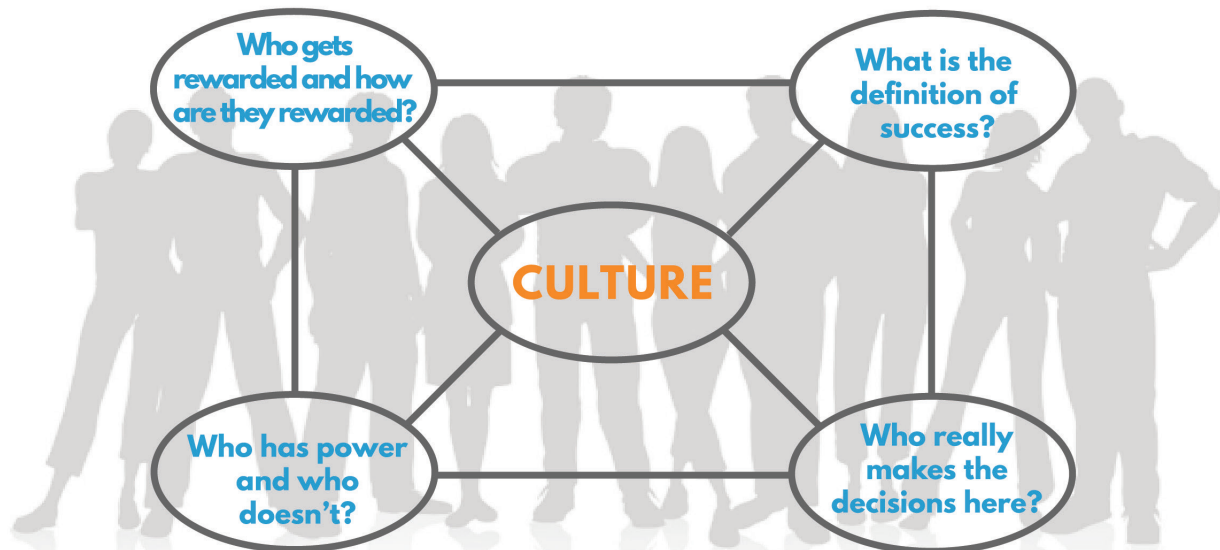 Who gets
rewarded and how
are they rewarded?
What is the
definition of
success?
CULTURE
Who has power
and who
doesn’t?
Who really
makes the
decisions here?